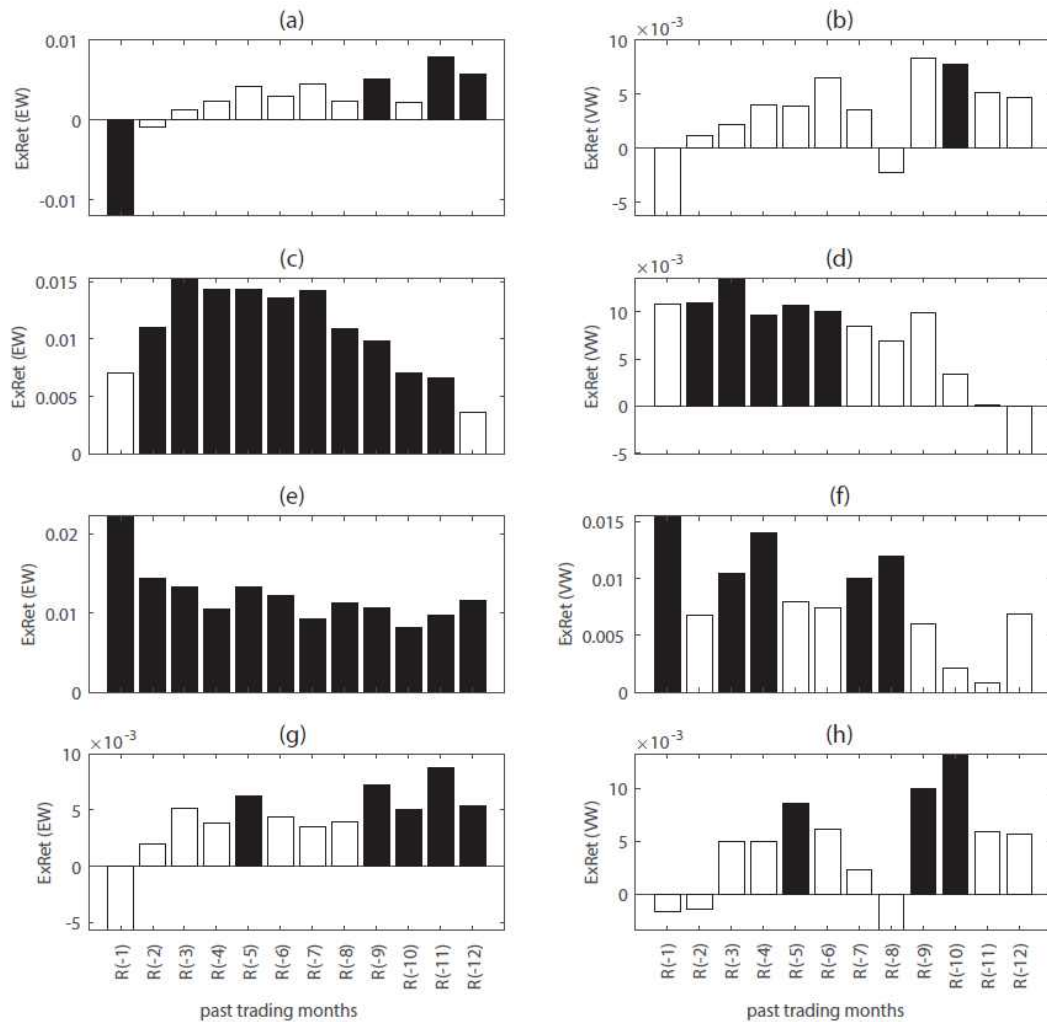 (a)
0.01
0
-0.01
ExRet (EW)
(b)
×10⁻³
10
5
0
-5
ExRet (VW)
(c)
0.015
0.01
0.005
0
ExRet (EW)
(d)
×10⁻³
10
5
0
-5
ExRet (VW)
(e)
0.02
0.01
0
ExRet (EW)
(f)
0.015
0.01
0.005
0
ExRet (VW)
(g)
×10⁻³
10
5
0
-5
ExRet (EW)
R(-1)
R(-2)
R(-3)
R(-4)
R(-5)
R(-6)
R(-7)
R(-8)
R(-9)
R(-10)
R(-11)
R(-12)
past trading months
(h)
×10⁻³
10
5
0
ExRet (VW)
R(-1)
R(-2)
R(-3)
R(-4)
R(-5)
R(-6)
R(-7)
R(-8)
R(-9)
R(-10)
R(-11)
R(-12)
past trading months